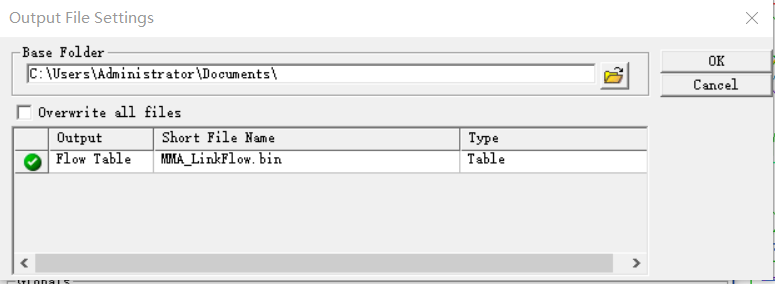 Output File Settings
Base Folder
C:\Users\Administrator\Documents\
OK
Cancel
Overwrite all files
Output Short File Name Type
Flow Table MMA_LinkFlow.bin Table
Globals